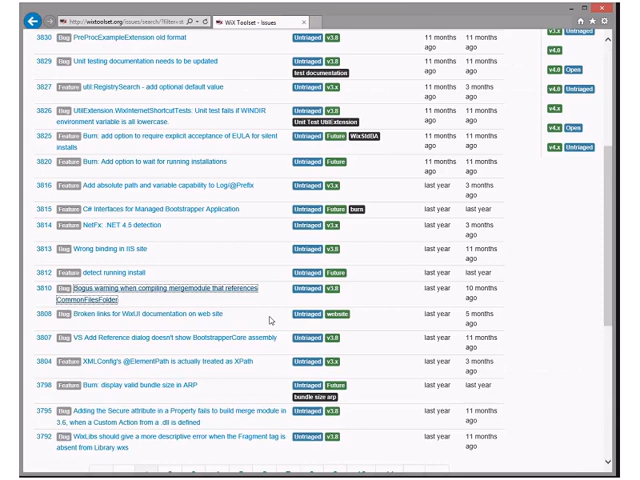 http://wixtoolset.org/issues/search/?filter=st
WiX Toolset - Issues
3830 Bug PreProcExampleExtension old format Untriaged v3.8 11 months ago 11 months ago
v3.x Untriaged
v4.0
3829 Bug Unit testing documentation needs to be updated Untriaged v3.8 test documentation 11 months ago 11 months ago
v4.0 Open
3827 Feature util:RegistrySearch - add optional default value Untriaged v3.x 11 months ago 3 months ago
v4.0 Untriaged
3826 Bug UtilExtension WixInternetShortcutTests: Unit test fails if WINDIR
environment variable is all lowercase. Untriaged v3.8 Unit Test UtilExtension 11 months ago 11 months ago
v4.x
3825 Feature Burn: add option to require explicit acceptance of EULA for silent
installs Untriaged Future WixStdBA 11 months ago 11 months ago
v4.x Open
v4.x Untriaged
3820 Feature Burn: Add option to wait for running installations Untriaged Future 11 months ago 11 months ago
3816 Feature Add absolute path and variable capability to Log/@Prefix Untriaged v3.x last year 3 months ago
3815 Feature C# Interfaces for Managed Bootstrapper Application Untriaged Future burn last year last year
3814 Feature NetFx: .NET 4.5 detection Untriaged v3.x last year 3 months ago
3813 Bug Wrong binding in IIS site Untriaged v3.8 last year 11 months ago
3812 Feature detect running install Untriaged Future last year last year
3810 Bug Bogus warning when compiling mergemodule that references
CommonFilesFolder Untriaged v3.8 last year 10 months ago
3808 Bug Broken links for WixUI documentation on web site Untriaged website last year 5 months ago
3807 Bug VS Add Reference dialog doesn't show BootstrapperCore assembly Untriaged v3.8 last year 11 months ago
3804 Feature XMLConfig's @ElementPath is actually treated as XPath Untriaged v3.x last year 3 months ago
3798 Feature Burn: display valid bundle size in ARP Untriaged Future bundle size arp last year last year
3795 Bug Adding the Secure attribute in a Property fails to build merge module in
3.6, when a Custom Action from a .dll is defined Untriaged v3.8 last year 11 months ago
3792 Bug WixLibs should give a more descriptive error when the Fragment tag is
absent from Library wxs Untriaged v3.8 last year 11 months ago